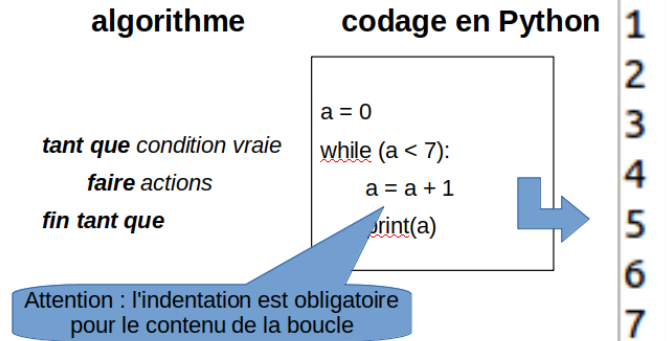 algorithme
codage en Python
tant que condition vraie
faire actions
fin tant que
a = 0
while (a < 7):
a = a + 1
print(a)
Attention : l'indentation est obligatoire
pour le contenu de la boucle
1
2
3
4
5
6
7